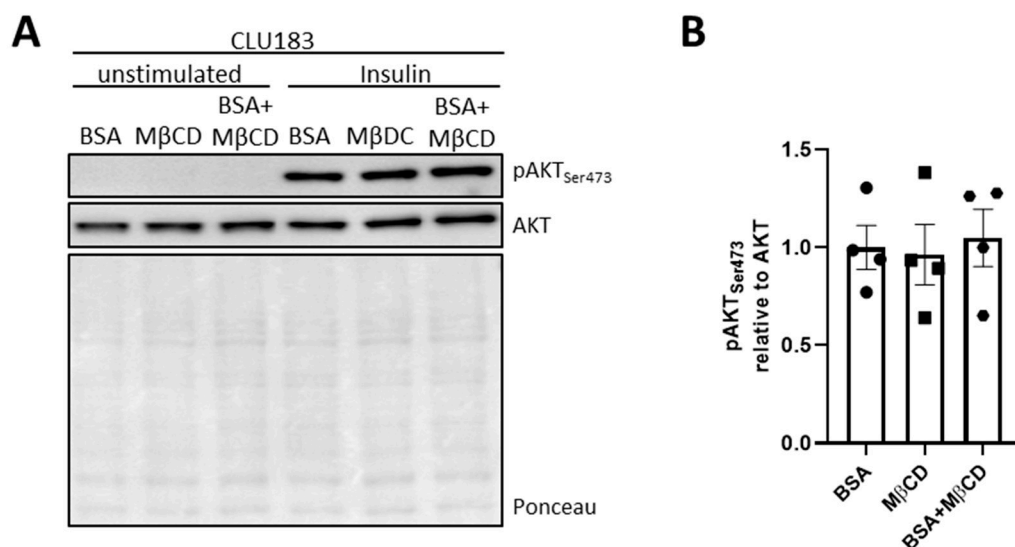 A
CLU183
unstimulated Insulin
BSA MβCD BSA+ MβCD BSA MβDC BSA+ MβCD
pAKTSer473
AKT
Ponceau
B
pAKTSer473
relative to AKT
1.5
1.0
0.5
0.0
BSA
MβCD
BSA+MβCD